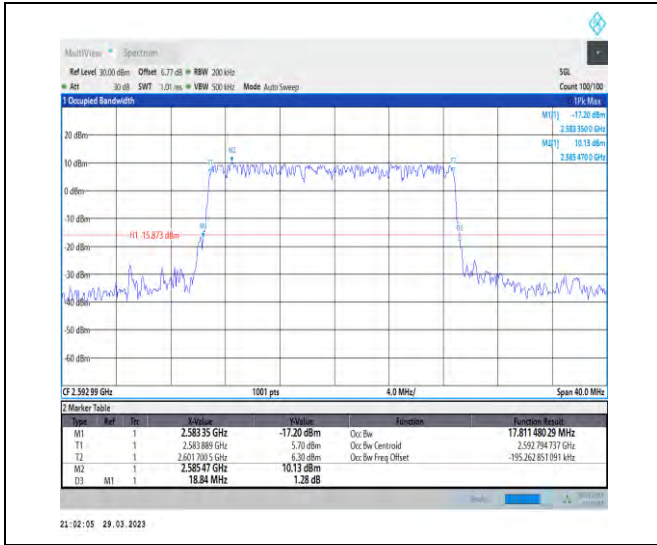 MultiView Spectrum
Ref Level 30.00 dBm Offset 6.77 dB RBW 200 kHz SGL
Att 30 dB SWT 1.01 ms VBW 500 kHz Mode Auto Sweep Count 100/100
1 Occupied Bandwidth 1Pk Max
M1[1] -17.20 dBm
2.583 350 0 GHz
M2[1] 10.13 dBm
2.585 470 0 GHz
20 dBm
M2
T1
T2
10 dBm
0 dBm
-10 dBm
H1 -15.873 dBm
-20 dBm
-30 dBm
-40 dBm
-50 dBm
-60 dBm
CF 2.592 99 GHz 1001 pts 4.0 MHz/ Span 40.0 MHz
2 Marker Table
Type Ref Trc X-Value Y-Value Function Function Result
M1 1 2.583 35 GHz -17.20 dBm Occ Bw 17.811 480 29 MHz
T1 1 2.583 889 GHz 5.70 dBm Occ Bw Centroid 2.592 794 737 GHz
T2 1 2.601 700 5 GHz 6.30 dBm Occ Bw Freq Offset -195.262 851 091 kHz
M2 1 2.585 47 GHz 10.13 dBm
D3 M1 1 18.84 MHz 1.28 dB
21:02:05 29.03.2023